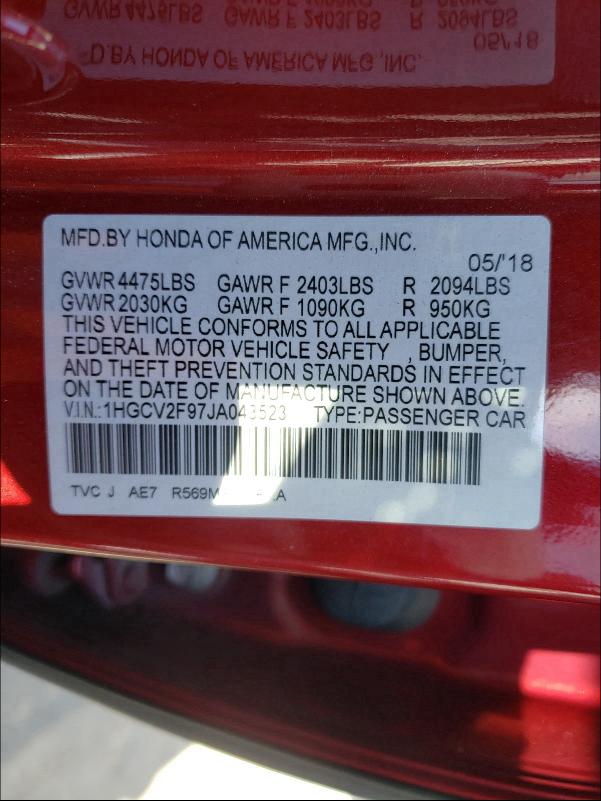 MFD.BY HONDA OF AMERICA MFG.,INC.
05/'18
GVWR 4475LBS GAWR F 2403LBS R 2094LBS
GVWR 2030KG GAWR F 1090KG R 950KG
THIS VEHICLE CONFORMS TO ALL APPLICABLE
FEDERAL MOTOR VEHICLE SAFETY , BUMPER,
AND THEFT PREVENTION STANDARDS IN EFFECT
ON THE DATE OF MANUFACTURE SHOWN ABOVE.
V.I.N.:1HGCV2F97JA043523 TYPE:PASSENGER CAR
TVC J AE7